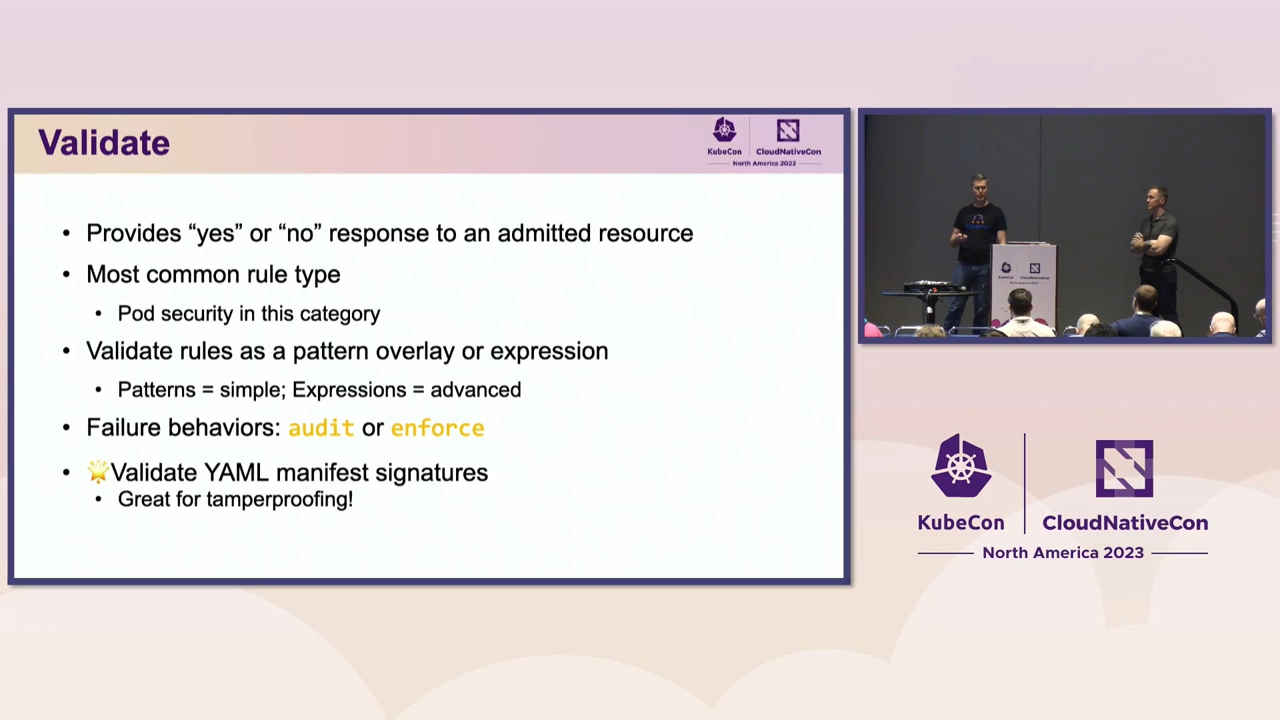 Validate
KubeCon
CloudNativeCon
North America 2023
• Provides “yes” or “no” response to an admitted resource
• Most common rule type
• Pod security in this category
• Validate rules as a pattern overlay or expression
• Patterns = simple; Expressions = advanced
• Failure behaviors: audit or enforce
• 🌟Validate YAML manifest signatures
• Great for tamperproofing!
KubeCon
CloudNativeCon
KubeCon
CloudNativeCon
North America 2023